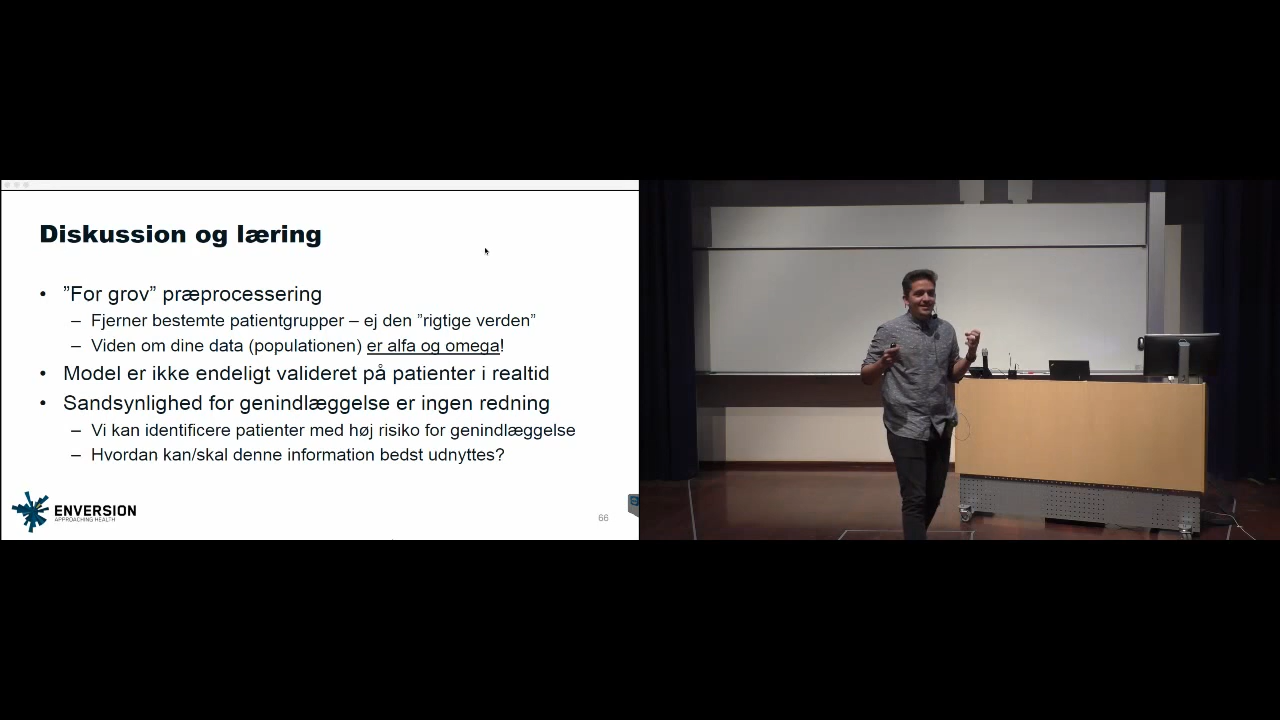 Diskussion og læring
• ”For grov” præprocessering
– Fjerner bestemte patientgrupper – ej den ”rigtige verden”
– Viden om dine data (populationen) er alfa og omega!
• Model er ikke endeligt valideret på patienter i realtid
• Sandsynlighed for genindlæggelse er ingen redning
– Vi kan identificere patienter med høj risiko for genindlæggelse
– Hvordan kan/skal denne information bedst udnyttes?
ENVERSION
APPROACHING HEALTH
66